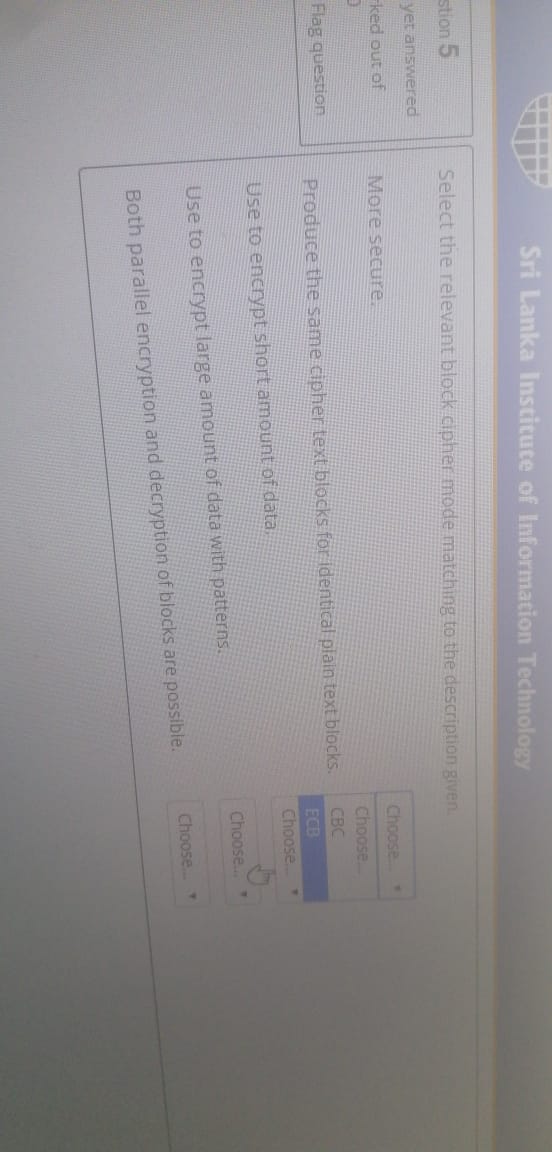 Sri Lanka Institute of Information Technology
stion 5
yet answered
ked out of
Flag question
Select the relevant block cipher mode matching to the description given.
More secure.
Choose...
Choose...
CBC
ECB
Produce the same cipher text blocks for identical plain text blocks.
Use to encrypt short amount of data.
Choose...
Use to encrypt large amount of data with patterns.
Choose...
Both parallel encryption and decryption of blocks are possible.
Choose...